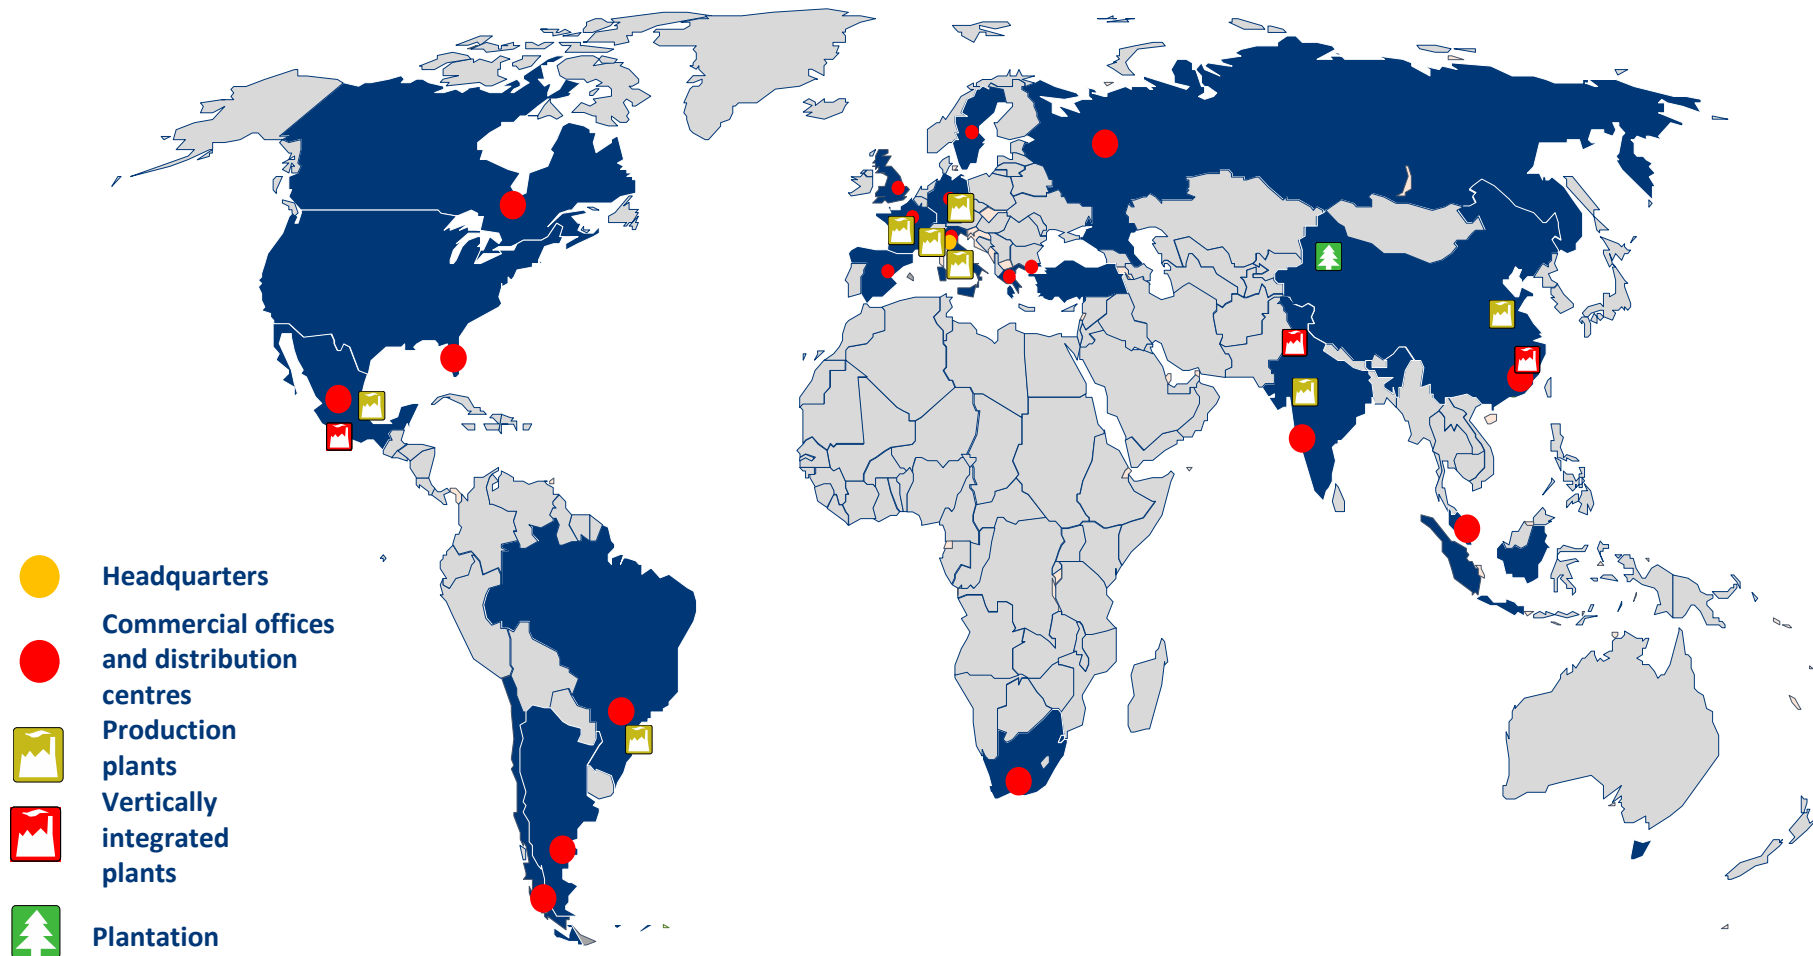 Headquarters
Commercial offices
and distribution
centres
Production
plants
Vertically
integrated
plants
Plantation